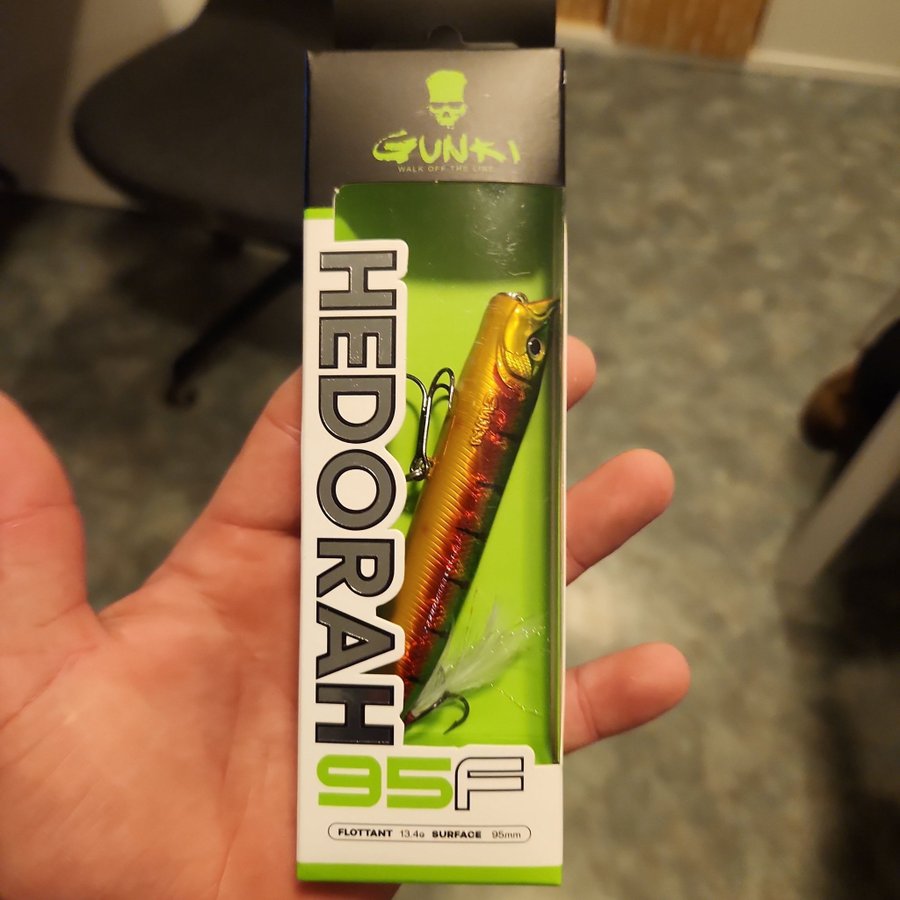 GUNKI
WALK OFF THE LINE
HEDORAH
95F
FLOTTANT 13.4g SURFACE 95mm